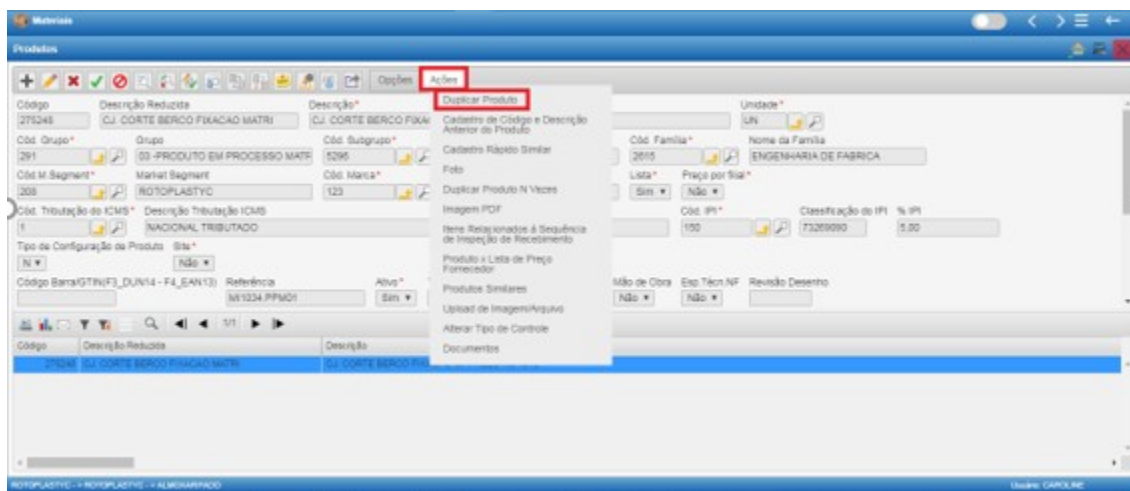 Materiais
Produtos
Opções Ações
Código Descrição Reduzida Descrição* Unidade*
275248 CJ. CORTE BERCO FIXACAO MATRI CJ. CORTE BERCO FIXA UN
Cód. Grupo* Grupo Cód. Subgrupo* Cód. Família* Nome da Família
291 03 -PRODUTO EM PROCESSO MATR 5296 2615 ENGENHARIA DE FABRICA
Cód M.Segment* Market Segment Cód. Marca* Lista* Preço por filial*
208 ROTOPLASTYC 123 Sim Não
Cód. Tributação do ICMS* Descrição Tributação ICMS Cód. IPI* Classificação do IPI % IPI
1 NACIONAL TRIBUTADO 150 73269090 5,00
Tipo de Configuração de Produto Site*
N Não
Código Barra/GTIN(F3_DUN14 - F4_EAN13) Referência Ativo* Mão de Obra Esp.Técn.NF Revisão Desenho
Sim Não Não
Duplicar Produto
Cadastro de Código e Descrição
Anterior do Produto
Cadastro Rápido Similar
Foto
Duplicar Produto N Vezes
Imagem PDF
Itens Relacionados à Sequência
de Inspeção de Recebimento
Produto x Lista de Preço
Fornecedor
Produtos Similares
Upload de Imagem/Arquivo
Alterar Tipo de Controle
Documentos
1/1
Código Descrição Reduzida Descrição
275248 CJ. CORTE BERCO FIXACAO MATRI CJ. CORTE BERCO
ROTOPLASTYC - > ROTOPLASTYC - > ALMOXARIFADO Usuário: CAROLINE